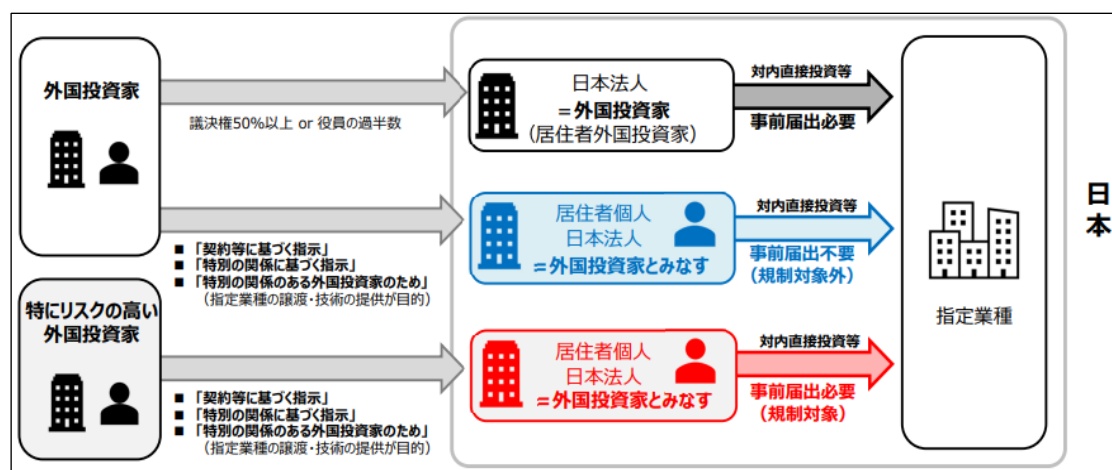 外国投資家
議決権50%以上 or 役員の過半数
日本法人
＝外国投資家
（居住者外国投資家）
対内直接投資等
事前届出必要
■ 「契約等に基づく指示」
■ 「特別の関係に基づく指示」
■ 「特別の関係のある外国投資家のため」
（指定業種の譲渡・技術の提供が目的）
居住者個人
日本法人
＝外国投資家とみなす
対内直接投資等
事前届出不要
（規制対象外）
特にリスクの高い
外国投資家
■ 「契約等に基づく指示」
■ 「特別の関係に基づく指示」
■ 「特別の関係のある外国投資家のため」
（指定業種の譲渡・技術の提供が目的）
居住者個人
日本法人
＝外国投資家とみなす
対内直接投資等
事前届出必要
（規制対象）
指定業種
日本